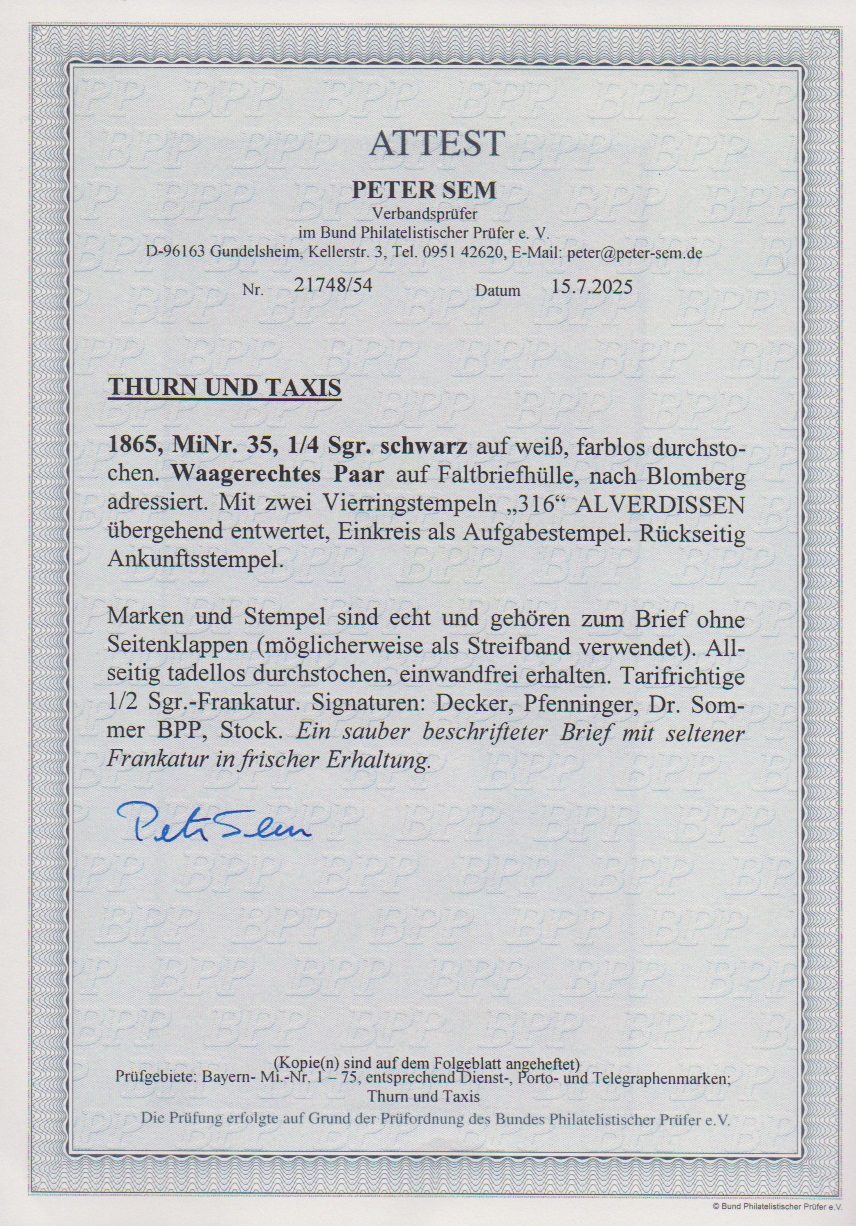 ATTEST
PETER SEM
Verbandsprüfer
im Bund Philatelistischer Prüfer e. V.
D-96163 Gundelsheim, Kellerstr. 3, Tel. 0951 42620, E-Mail: peter@peter-sem.de
Nr. 21748/54 Datum 15.7.2025
THURN UND TAXIS
1865, MiNr. 35, 1/4 Sgr. schwarz auf weiß, farblos durchsto-
chen. Waagerechtes Paar auf Faltbriefhülle, nach Blomberg
adressiert. Mit zwei Vierringstempeln „316“ ALVERDISSEN
übergehend entwertet, Einkreis als Aufgabestempel. Rückseitig
Ankunftsstempel.
Marken und Stempel sind echt und gehören zum Brief ohne
Seitenklappen (möglicherweise als Streifband verwendet). All-
seitig tadellos durchstochen, einwandfrei erhalten. Tarifrichtige
1/2 Sgr.-Frankatur. Signaturen: Decker, Pfenninger, Dr. Som-
mer BPP, Stock. Ein sauber beschrifteter Brief mit seltener
Frankatur in frischer Erhaltung.
Peter Sem
(Kopie(n) sind auf dem Folgeblatt angeheftet)
Prüfgebiete: Bayern- Mi.-Nr. 1 – 75, entsprechend Dienst-, Porto- und Telegraphenmarken;
Thurn und Taxis
Die Prüfung erfolgte auf Grund der Prüfordnung des Bundes Philatelistischer Prüfer e.V.
© Bund Philatelistischer Prüfer e.V.